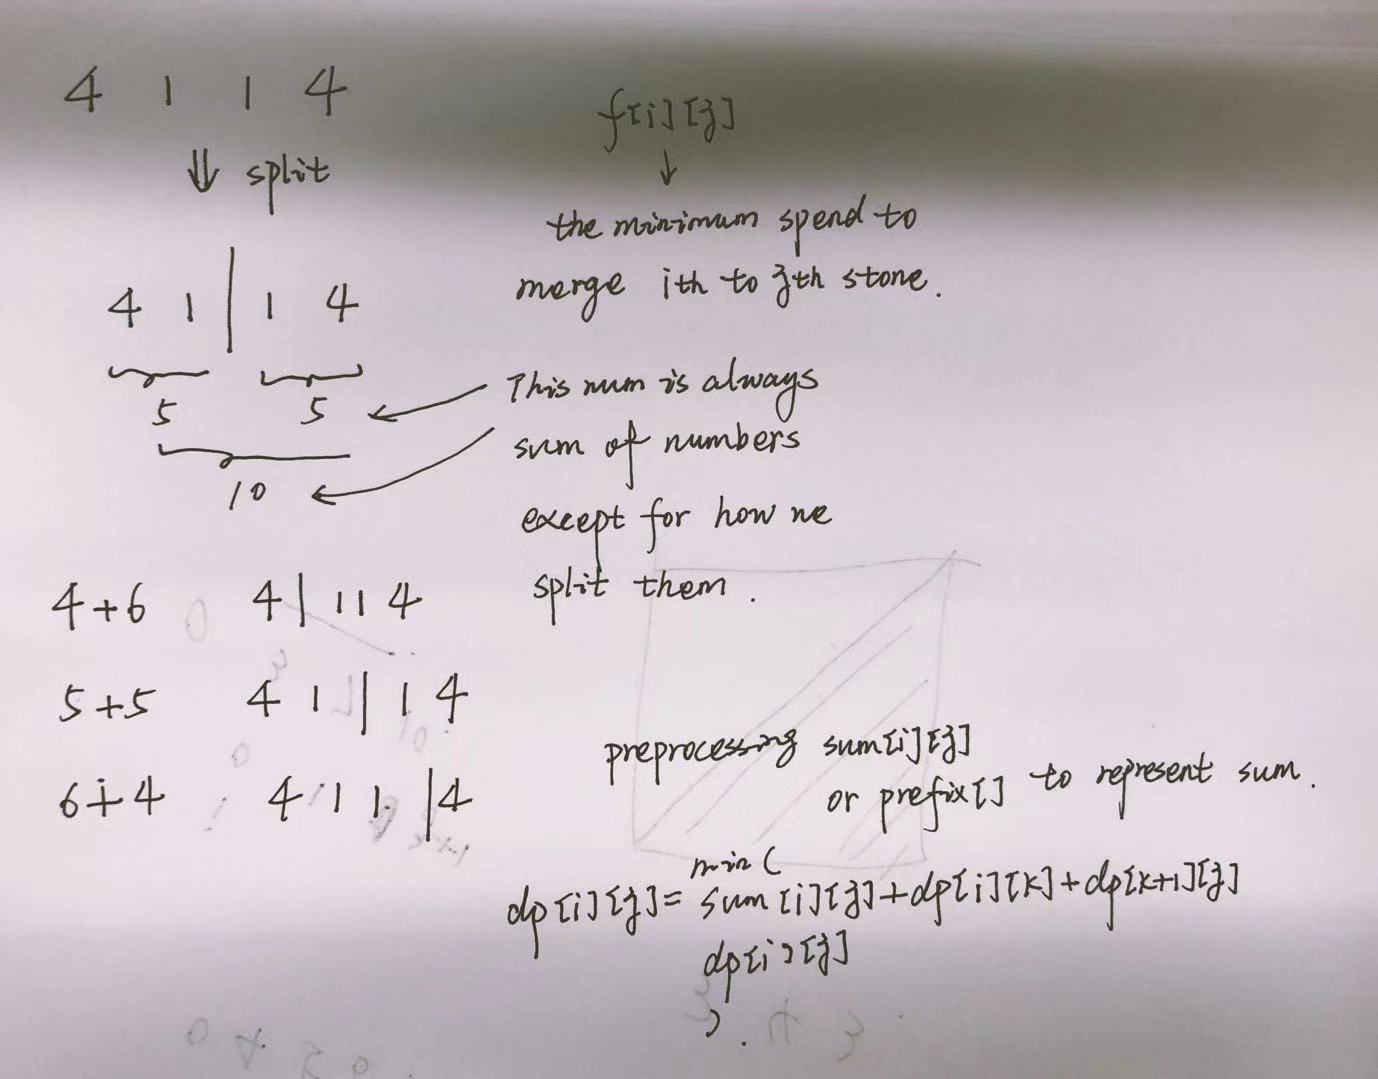 4 1 1 4
⇓ split
4 1 | 1 4
5 5
10
4+6 4 | 1 1 4
5+5 4 1 | 1 4
6+4 4 1 1 | 4
f[i][j]
↓
the minimum spend to
merge ith to jth stone.
This num is always
sum of numbers
except for how we
split them.
preprocessing sum[i][j]
or prefix[] to represent sum.
min(
dp[i][j]= sum[i][j]+dp[i][k]+dp[k+1][j]
dp[i][j]
).